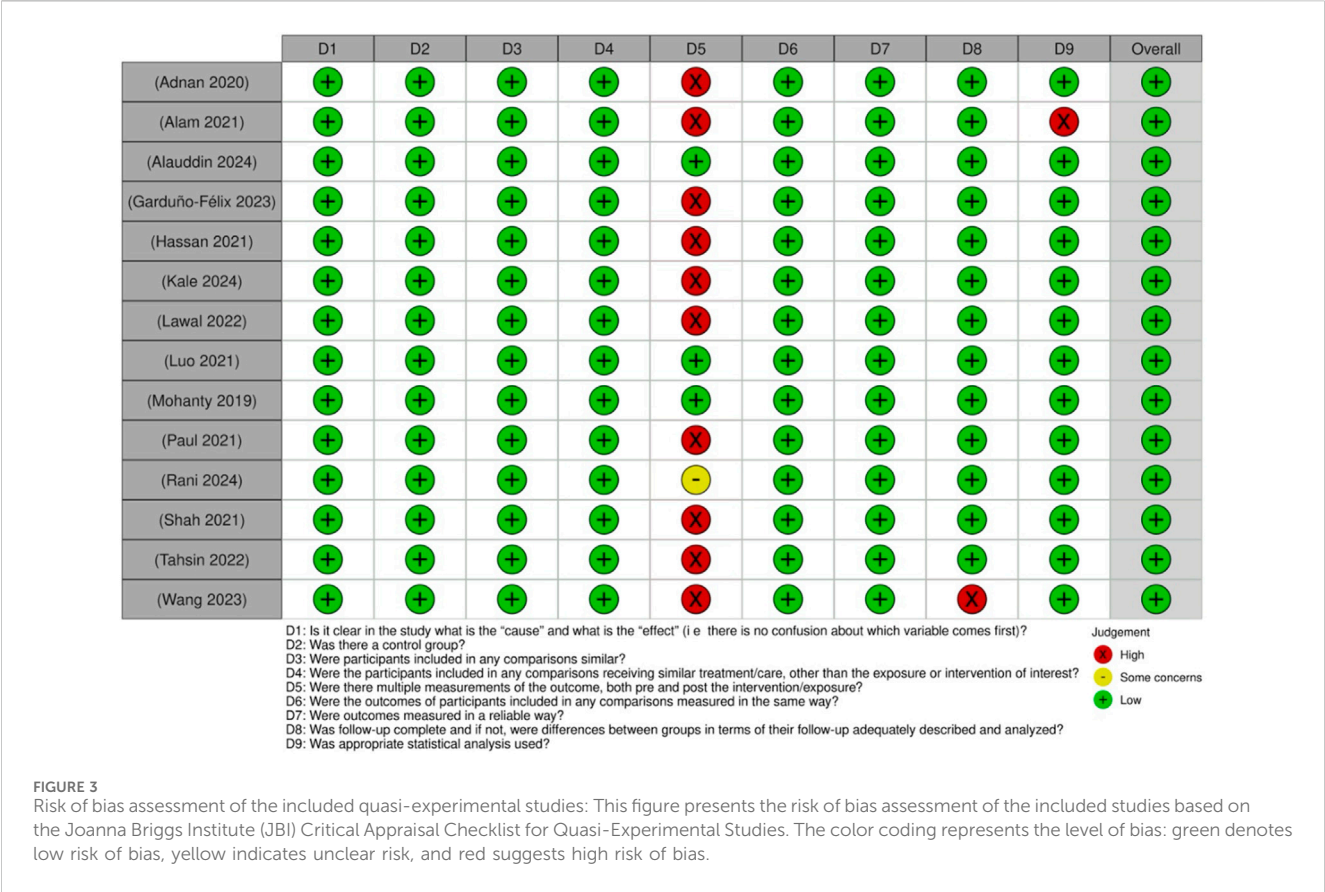 D1 D2 D3 D4 D5 D6 D7 D8 D9 Overall
(Adnan 2020) + + + + X + + + + +
(Alam 2021) + + + + X + + + X +
(Alauddin 2024) + + + + + + + + + +
(Garduño-Félix 2023) + + + + X + + + + +
(Hassan 2021) + + + + X + + + + +
(Kale 2024) + + + + X + + + + +
(Lawal 2022) + + + + X + + + + +
(Luo 2021) + + + + + + + + + +
(Mohanty 2019) + + + + + + + + + +
(Paul 2021) + + + + X + + + + +
(Rani 2024) + + + + - + + + + +
(Shah 2021) + + + + X + + + + +
(Tahsin 2022) + + + + X + + + + +
(Wang 2023) + + + + X + + X + +
D1: Is it clear in the study what is the “cause” and what is the “effect” (i e there is no confusion about which variable comes first)?
D2: Was there a control group?
D3: Were participants included in any comparisons similar?
D4: Were the participants included in any comparisons receiving similar treatment/care, other than the exposure or intervention of interest?
D5: Were there multiple measurements of the outcome, both pre and post the intervention/exposure?
D6: Were the outcomes of participants included in any comparisons measured in the same way?
D7: Were outcomes measured in a reliable way?
D8: Was follow-up complete and if not, were differences between groups in terms of their follow-up adequately described and analyzed?
D9: Was appropriate statistical analysis used?
Judgement
X High
- Some concerns
+ Low
FIGURE 3
Risk of bias assessment of the included quasi-experimental studies: This figure presents the risk of bias assessment of the included studies based on
the Joanna Briggs Institute (JBI) Critical Appraisal Checklist for Quasi-Experimental Studies. The color coding represents the level of bias: green denotes
low risk of bias, yellow indicates unclear risk, and red suggests high risk of bias.